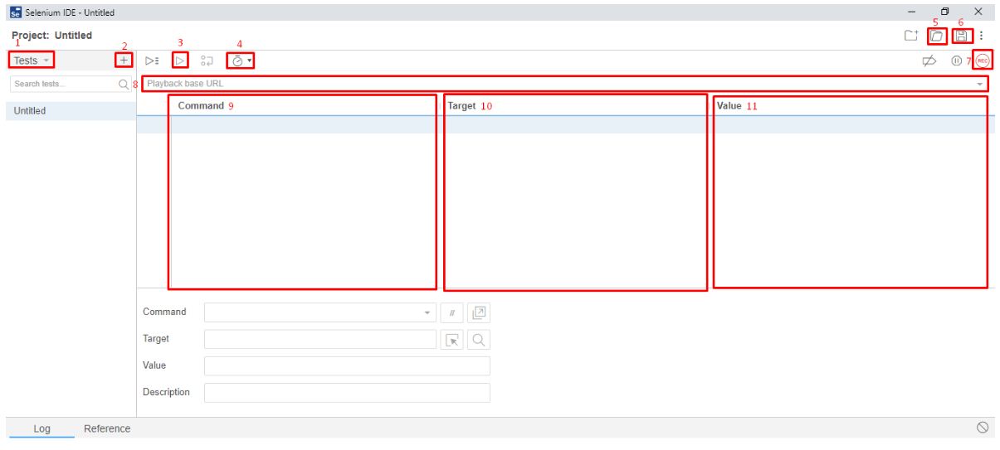 Se Selenium IDE - Untitled
Project: Untitled
5 6
1 2 3 4
Tests
7 REC
Search tests...
8 Playback base URL
Untitled
Command 9 Target 10 Value 11
Command
//
Target
Value
Description
Log Reference